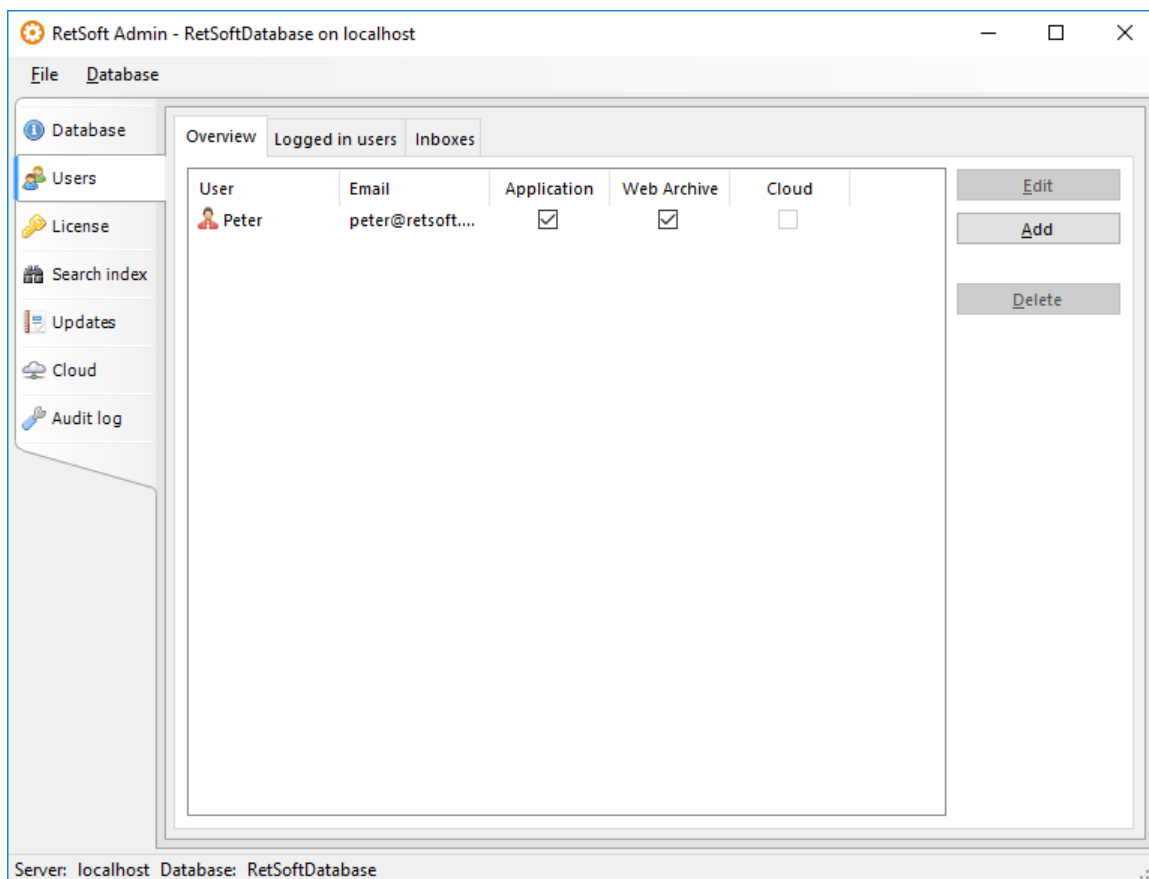 RetSoft Admin - RetSoftDatabase on localhost
File Database
Database
Users
License
Search index
Updates
Cloud
Audit log
Overview Logged in users Inboxes
User Email Application Web Archive Cloud
Peter peter@retsoft....
Edit
Add
Delete
Server: localhost Database: RetSoftDatabase